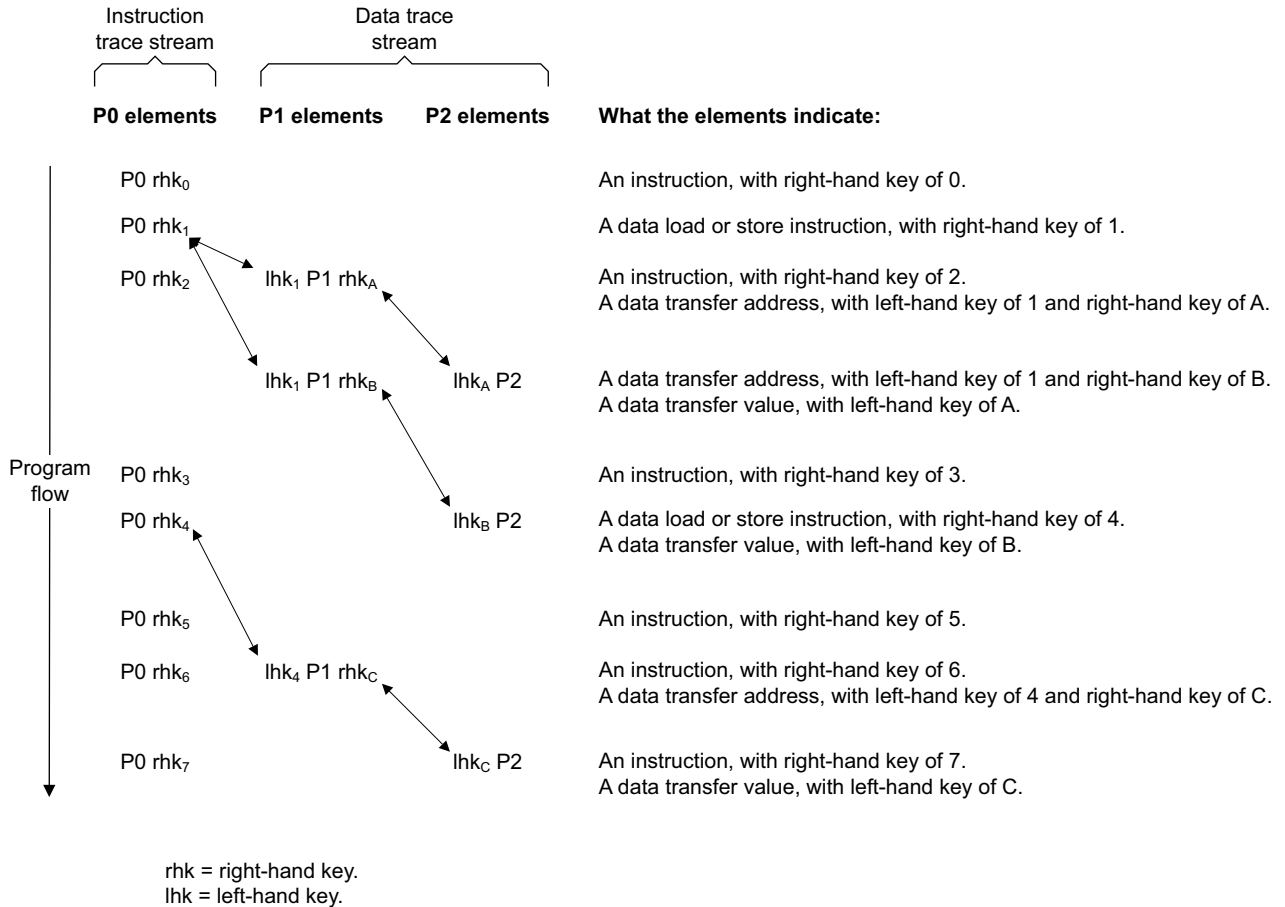 Instruction
trace stream
Data trace
stream
P0 elements P1 elements P2 elements What the elements indicate:
P0 rhk₀ An instruction, with right-hand key of 0.
P0 rhk₁ A data load or store instruction, with right-hand key of 1.
P0 rhk₂ lhk₁ P1 rhk_A An instruction, with right-hand key of 2.
A data transfer address, with left-hand key of 1 and right-hand key of A.
lhk₁ P1 rhk_B lhk_A P2 A data transfer address, with left-hand key of 1 and right-hand key of B.
A data transfer value, with left-hand key of A.
Program
flow
P0 rhk₃ An instruction, with right-hand key of 3.
P0 rhk₄ lhk_B P2 A data load or store instruction, with right-hand key of 4.
A data transfer value, with left-hand key of B.
P0 rhk₅ An instruction, with right-hand key of 5.
P0 rhk₆ lhk₄ P1 rhk_C An instruction, with right-hand key of 6.
A data transfer address, with left-hand key of 4 and right-hand key of C.
P0 rhk₇ lhk_C P2 An instruction, with right-hand key of 7.
A data transfer value, with left-hand key of C.
rhk = right-hand key.
lhk = left-hand key.